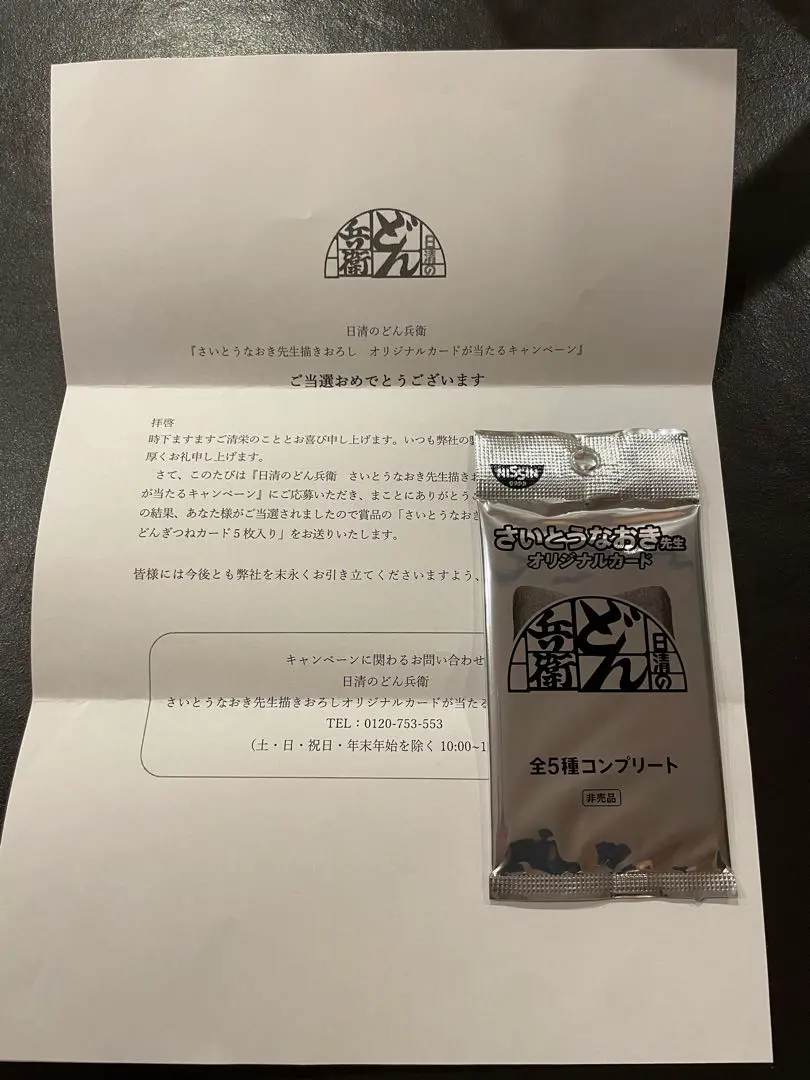 日清の
どん
兵衛
日清のどん兵衛
『さいとうなおき先生描きおろし　オリジナルカードが当たるキャンペーン』
ご当選おめでとうございます
拝啓
時下ますますご清栄のこととお喜び申し上げます。いつも弊社の
厚くお礼申し上げます。
さて、このたびは『日清のどん兵衛　さいとうなおき先生描き
が当たるキャンペーン』にご応募いただき、まことにありがとう
の結果、あなた様がご当選されましたので賞品の「さいとうなおき
どんぎつねカード５枚入り」をお送りいたします。
皆様には今後とも弊社を末永くお引き立てくださいますよう、
キャンペーンに関わるお問い合わせ
日清のどん兵衛
さいとうなおき先生描きおろしオリジナルカードが当たる
TEL：0120-753-553
（土・日・祝日・年末年始を除く 10:00~1
NISSIN
さいとうなおき先生
オリジナルカード
日清の
どん
兵衛
全5種コンプリート
非売品